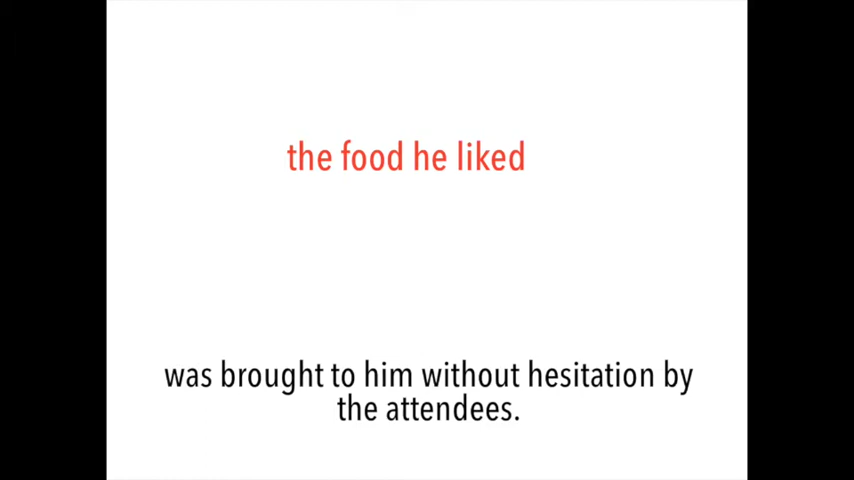 the food he liked
was brought to him without hesitation by
the attendees.